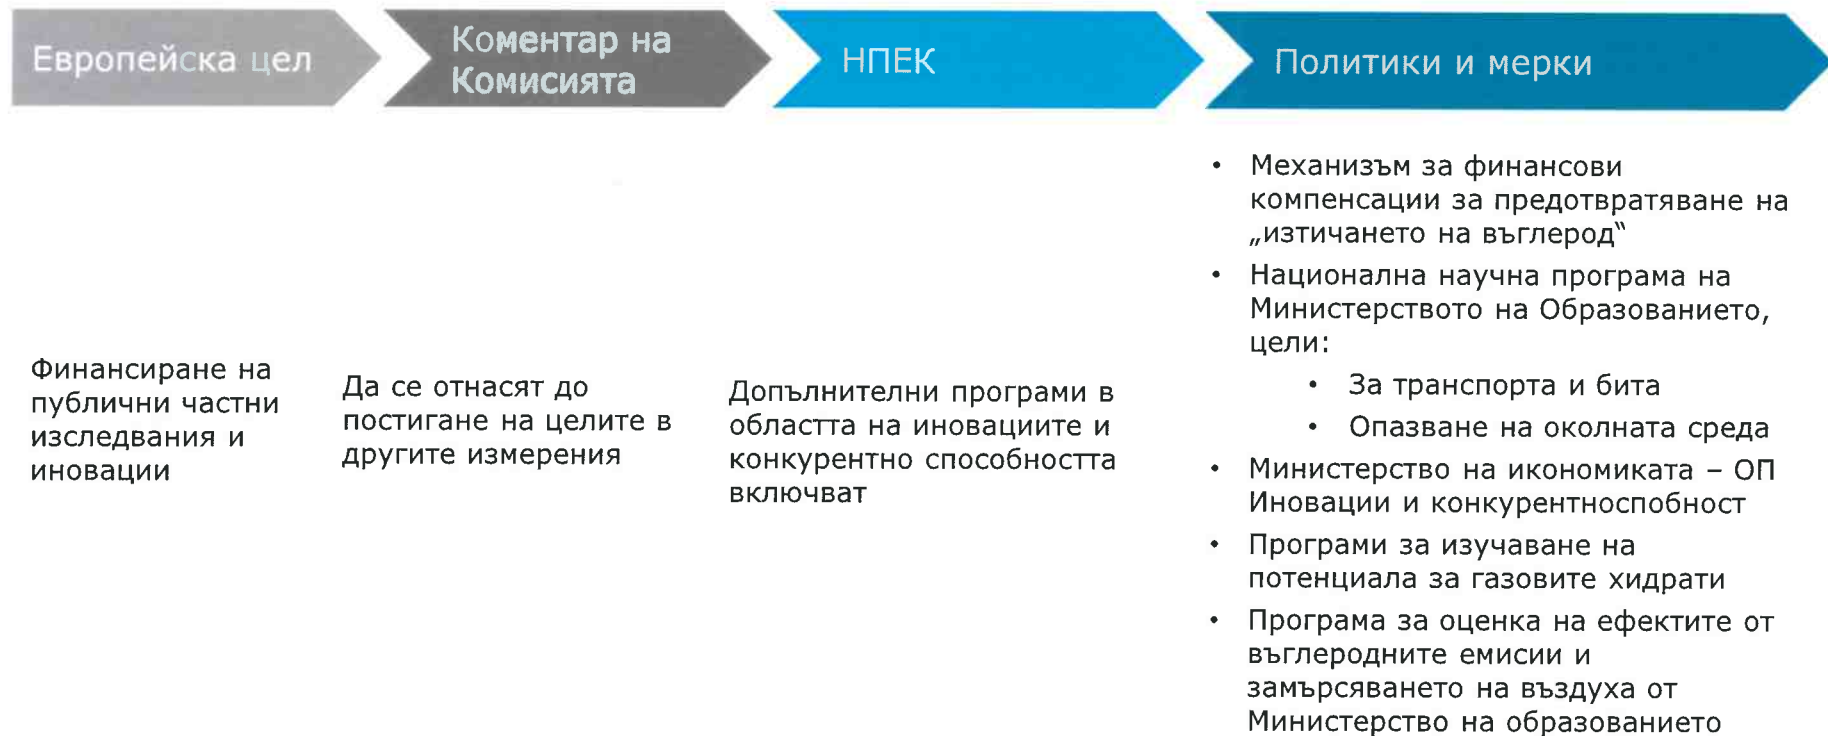 Европейска цел
Коментар на
Комисията
НПЕК
Политики и мерки
Финансиране на
публични частни
изследвания и
иновации
Да се отнасят до
постигане на целите в
другите измерения
Допълнителни програми в
областта на иновациите и
конкурентно способността
включват
• Механизъм за финансови
компенсации за предотвратяване на
„изтичането на въглерод“
• Национална научна програма на
Министерството на Образованието,
цели:
• За транспорта и бита
• Опазване на околната среда
• Министерство на икономиката – ОП
Иновации и конкурентноспобност
• Програми за изучаване на
потенциала за газовите хидрати
• Програма за оценка на ефектите от
въглеродните емисии и
замърсяването на въздуха от
Министерство на образованието